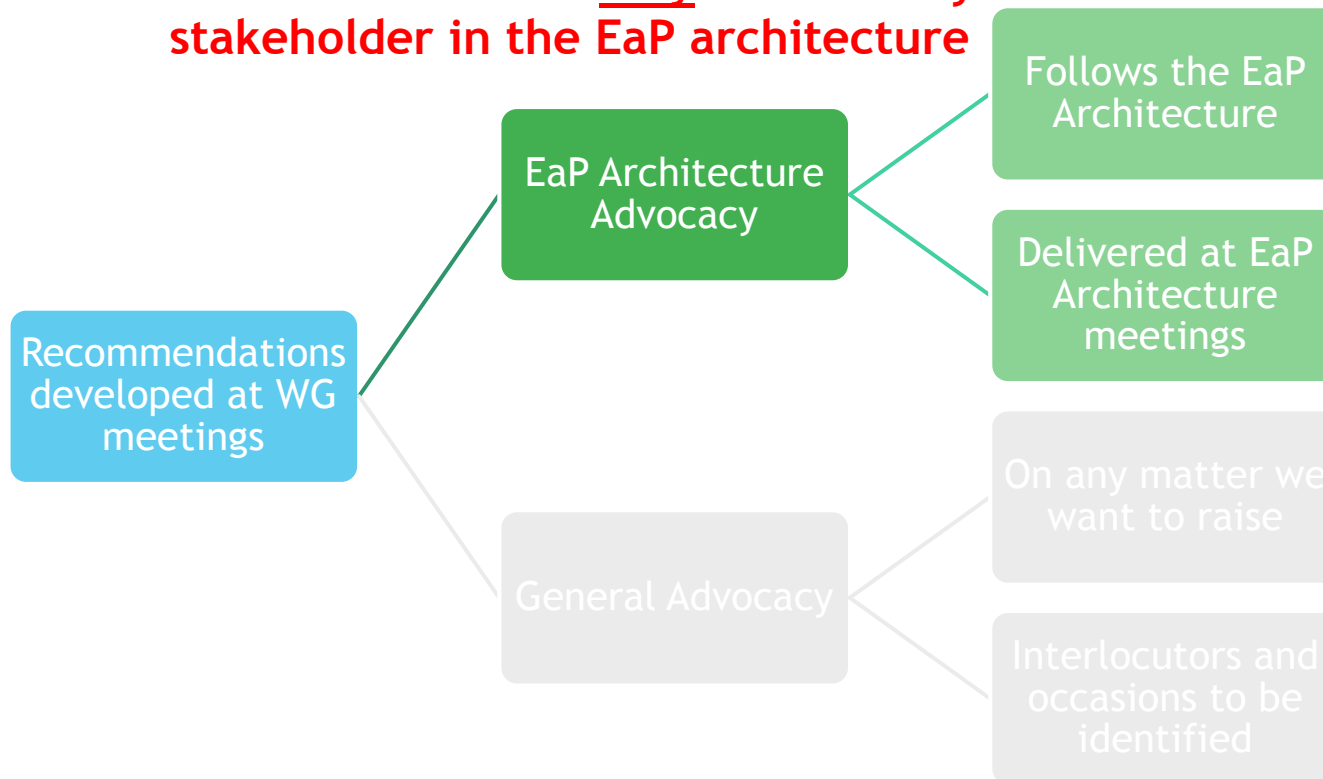 stakeholder in the EaP architecture
Follows the EaP
Architecture
EaP Architecture
Advocacy
Delivered at EaP
Architecture
meetings
Recommendations
developed at WG
meetings
On any matter we
want to raise
General Advocacy
Interlocutors and
occasions to be
identified